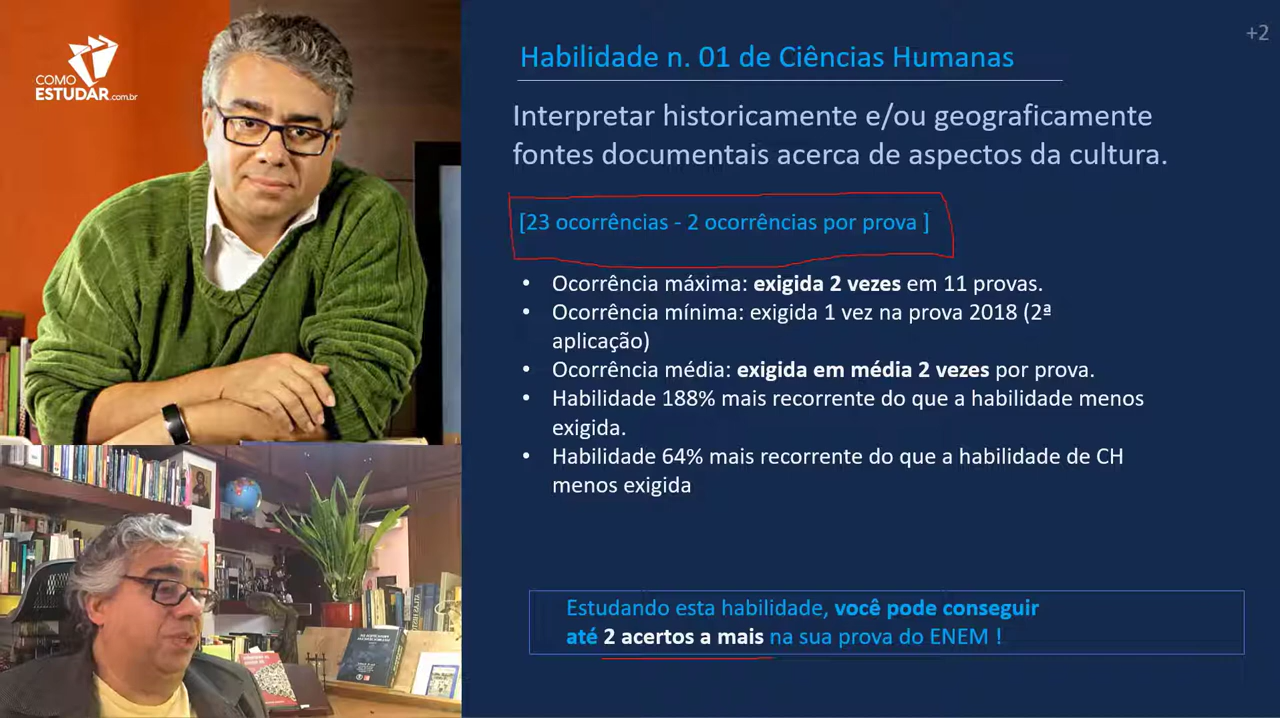 COMO
ESTUDAR.com.br
+2
Habilidade n. 01 de Ciências Humanas
Interpretar historicamente e/ou geograficamente
fontes documentais acerca de aspectos da cultura.
[23 ocorrências - 2 ocorrências por prova ]
• Ocorrência máxima: exigida 2 vezes em 11 provas.
• Ocorrência mínima: exigida 1 vez na prova 2018 (2ª
aplicação)
• Ocorrência média: exigida em média 2 vezes por prova.
• Habilidade 188% mais recorrente do que a habilidade menos
exigida.
• Habilidade 64% mais recorrente do que a habilidade de CH
menos exigida
Estudando esta habilidade, você pode conseguir
até 2 acertos a mais na sua prova do ENEM !